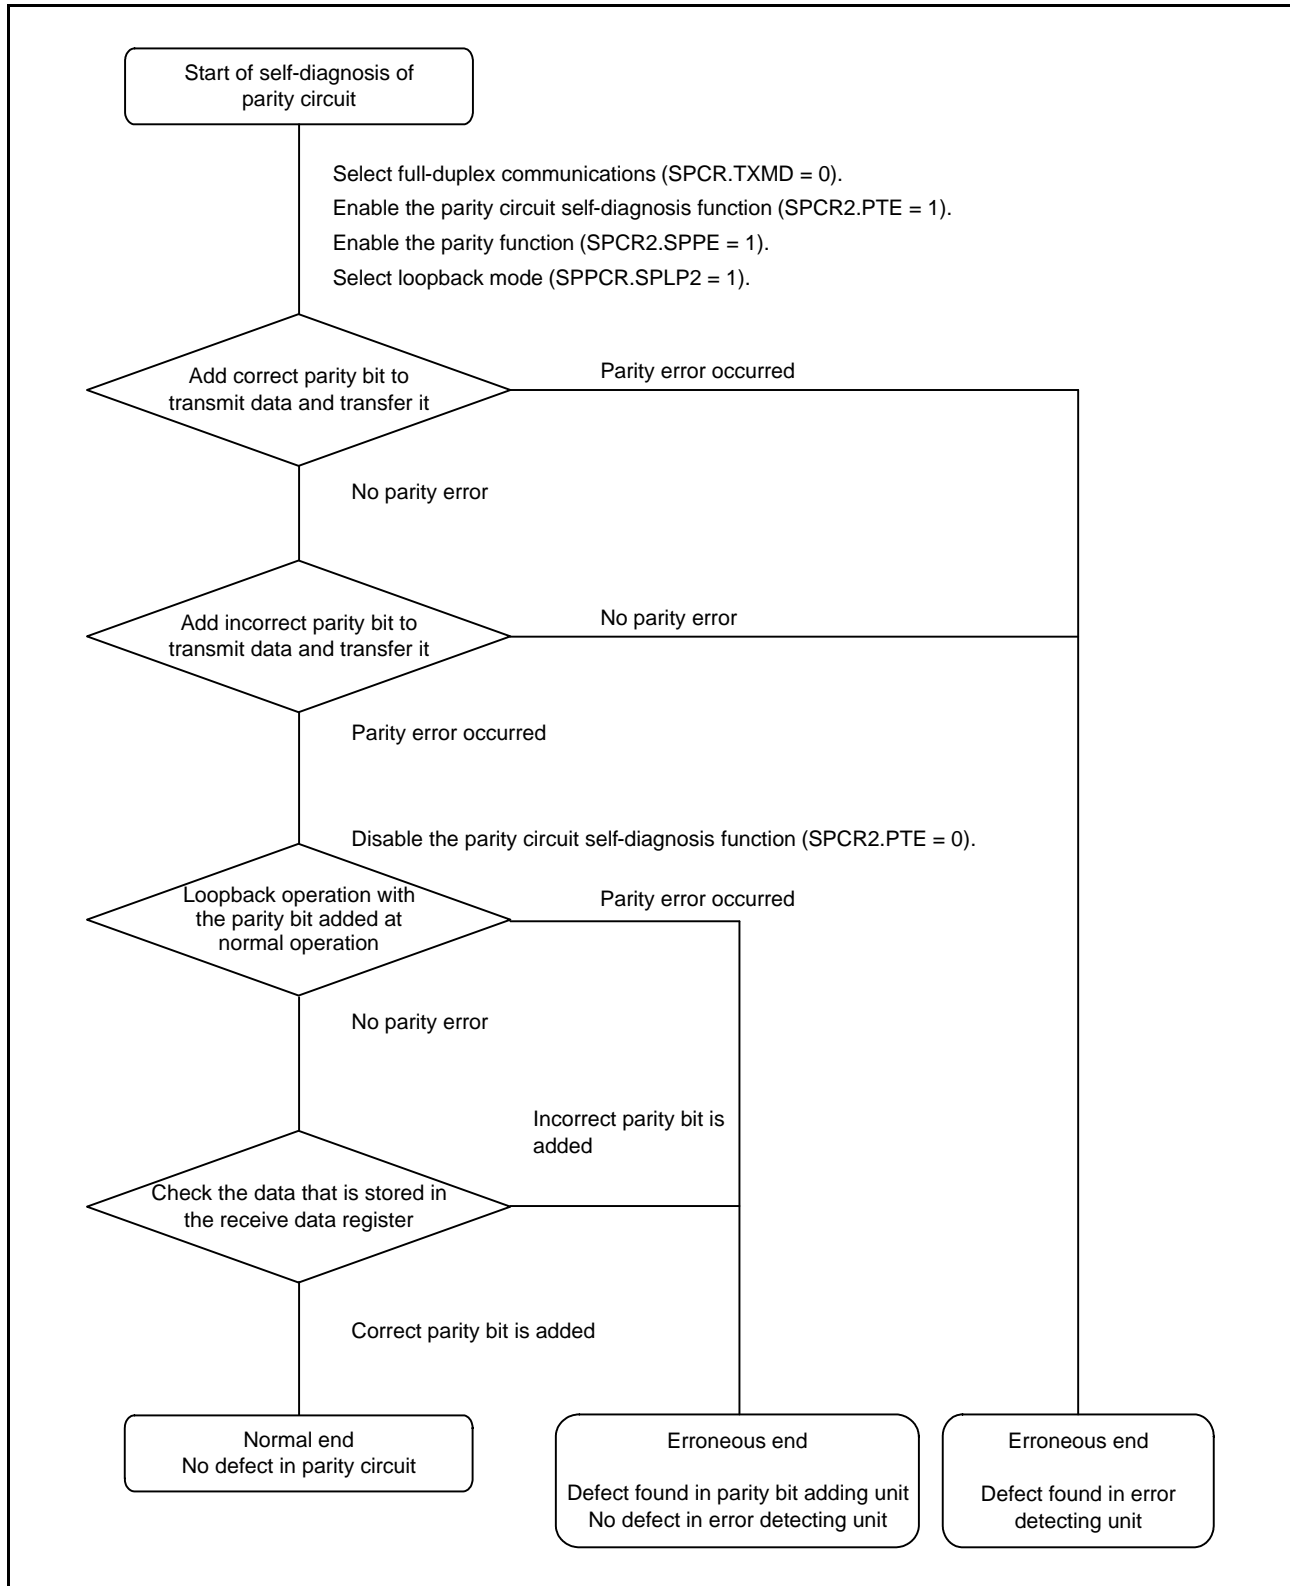 Start of self-diagnosis of
parity circuit
Select full-duplex communications (SPCR.TXMD = 0).
Enable the parity circuit self-diagnosis function (SPCR2.PTE = 1).
Enable the parity function (SPCR2.SPPE = 1).
Select loopback mode (SPPCR.SPLP2 = 1).
Add correct parity bit to
transmit data and transfer it
Parity error occurred
No parity error
Add incorrect parity bit to
transmit data and transfer it
No parity error
Parity error occurred
Disable the parity circuit self-diagnosis function (SPCR2.PTE = 0).
Loopback operation with
the parity bit added at
normal operation
Parity error occurred
No parity error
Incorrect parity bit is
added
Check the data that is stored in
the receive data register
Correct parity bit is added
Normal end
No defect in parity circuit
Erroneous end
Defect found in parity bit adding unit
No defect in error detecting unit
Erroneous end
Defect found in error
detecting unit